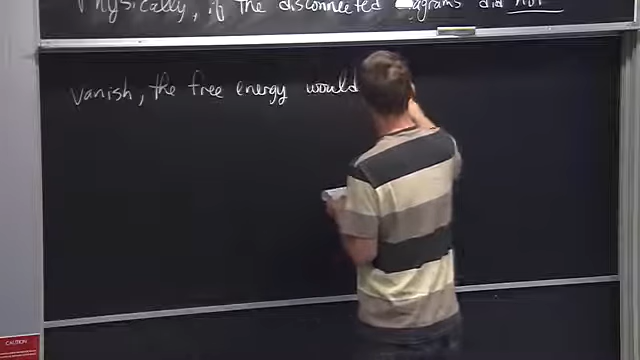 Physically, if the disconnected diagrams did not
vanish, the free energy would
CAUTION